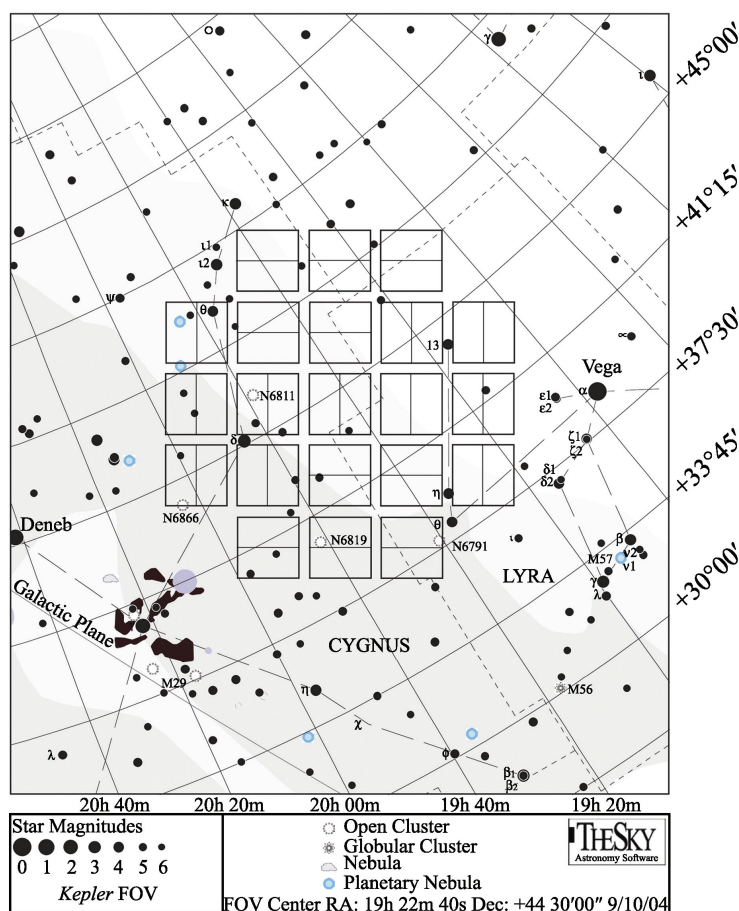 γ
ι
+45°00′
+41°15′
κ
ι1
ι2
ψ
θ
13
+37°30′
∝
Vega
α
ε1
ε2
N6811
ζ1
ζ2
δ
+33°45′
δ1
δ2
η
N6866
θ
Deneb
N6819
N6791
ι
β
ν2
ν1
M57
LYRA
γ
λ
+30°00′
Galactic Plane
CYGNUS
M29
η
M56
χ
λ
ϕ
β1
β2
20h 40m 20h 20m 20h 00m 19h 40m 19h 20m
Star Magnitudes
0 1 2 3 4 5 6
Kepler FOV
Open Cluster
Globular Cluster
Nebula
Planetary Nebula
THESKY
Astronomy Software
FOV Center RA: 19h 22m 40s Dec: +44 30′00″ 9/10/04